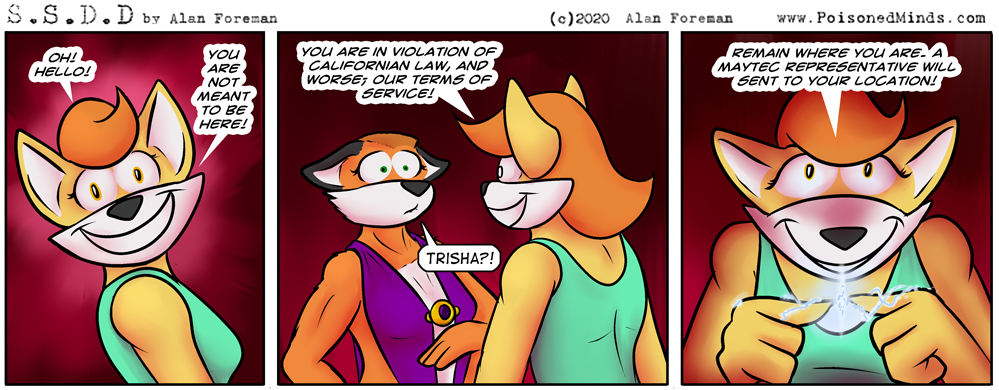 S.S.D.D by Alan Foreman (c)2020 Alan Foreman www.PoisonedMinds.com
OH!
HELLO!
YOU
ARE
NOT
MEANT
TO BE
HERE!
YOU ARE IN VIOLATION OF
CALIFORNIAN LAW, AND
WORSE; OUR TERMS OF
SERVICE!
TRISHA?!
REMAIN WHERE YOU ARE. A
MAYTEC REPRESENTATIVE WILL
SENT TO YOUR LOCATION!